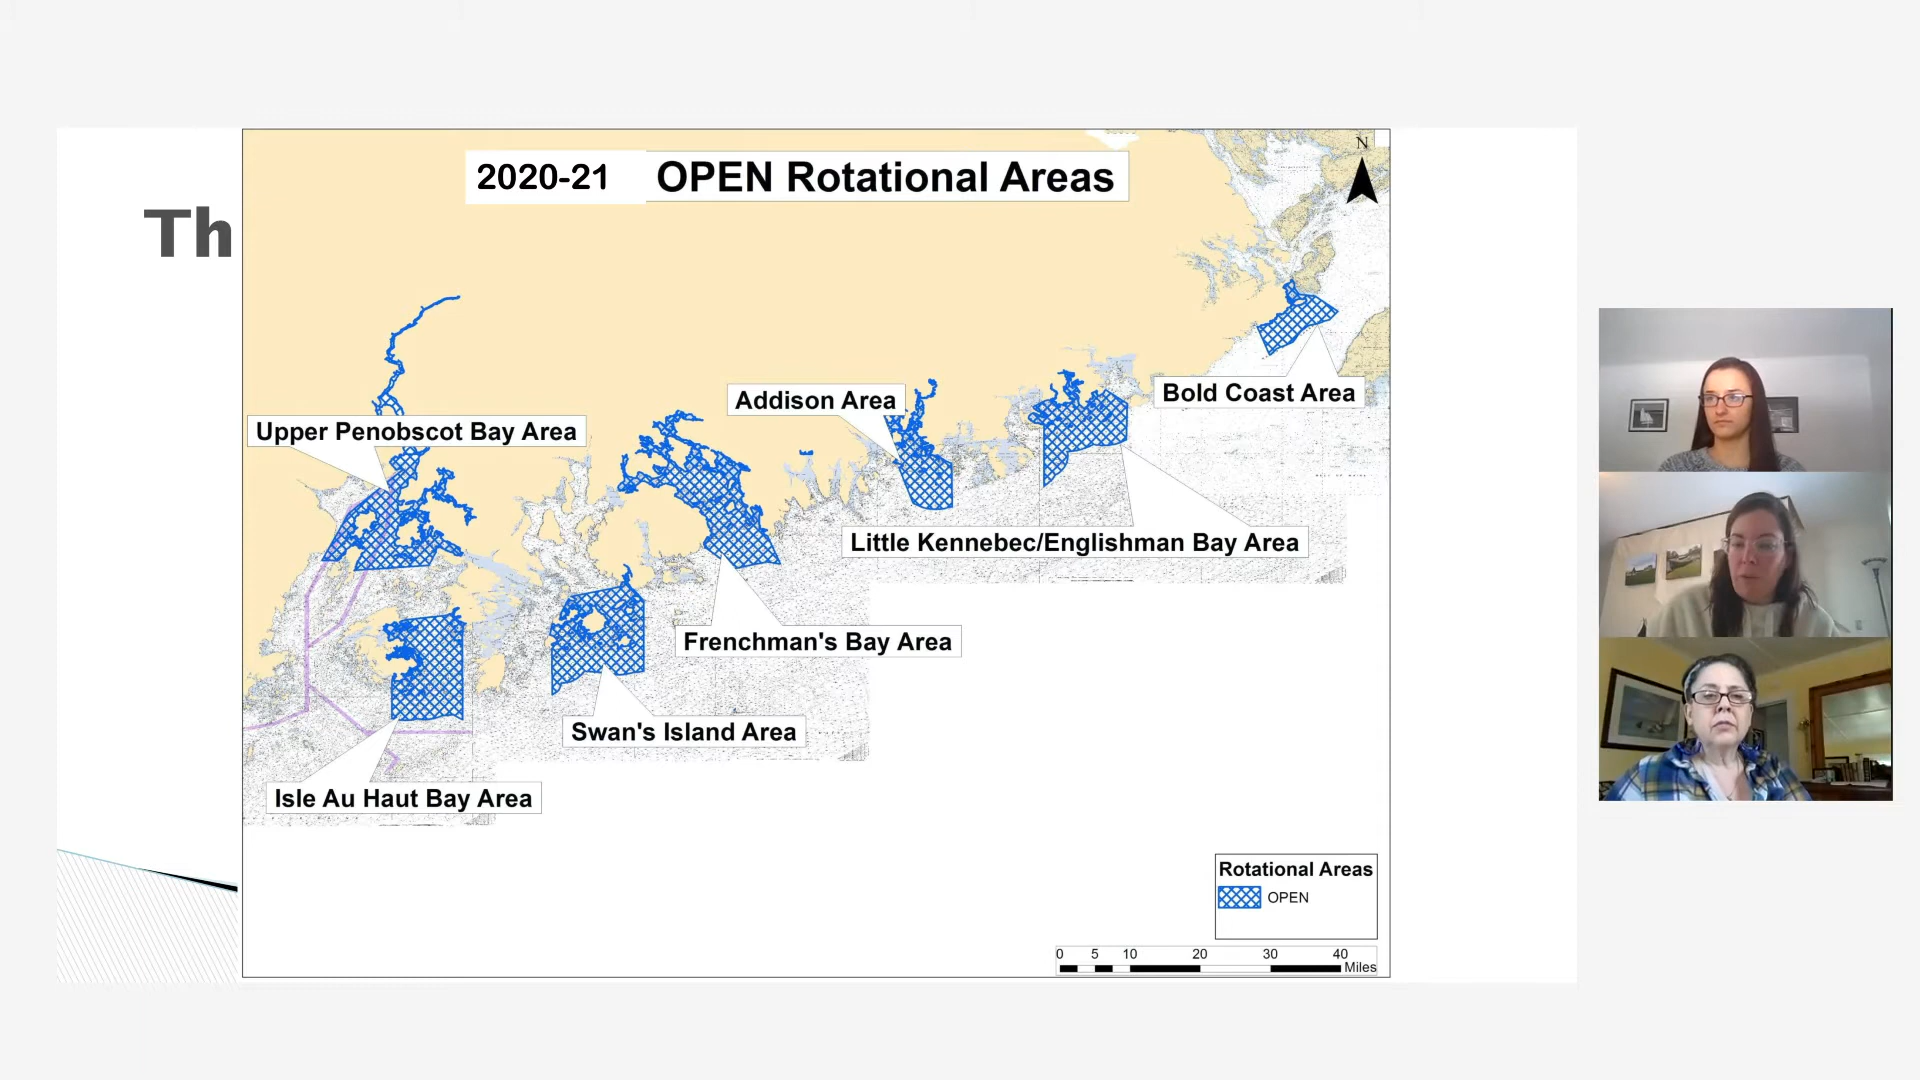 2020-21 OPEN Rotational Areas
N
Th
Bold Coast Area
Addison Area
Upper Penobscot Bay Area
Little Kennebec/Englishman Bay Area
Frenchman's Bay Area
Swan's Island Area
Isle Au Haut Bay Area
Rotational Areas
OPEN
0 5 10 20 30 40
Miles